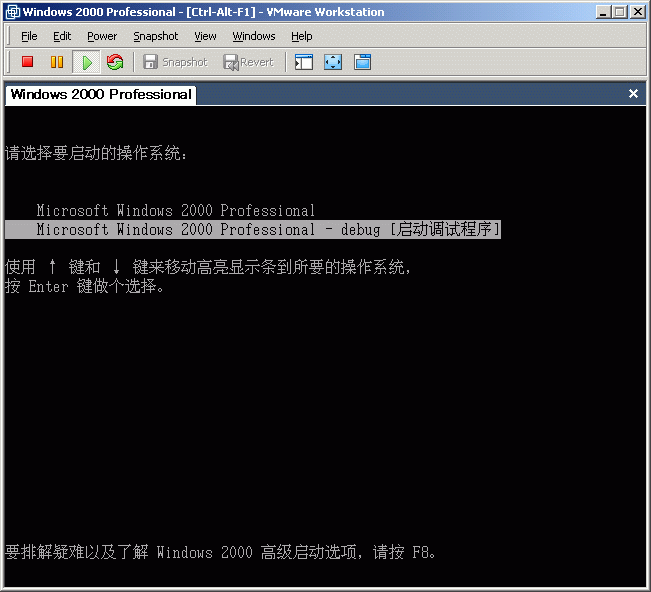 Windows 2000 Professional - [Ctrl-Alt-F1] - VMware Workstation
File Edit Power Snapshot View Windows Help
Snapshot Revert
Windows 2000 Professional
请选择要启动的操作系统:
Microsoft Windows 2000 Professional
Microsoft Windows 2000 Professional - debug [启动调试程序]
使用 ↑ 键和 ↓ 键来移动高亮显示条到所要的操作系统,
按 Enter 键做个选择。
要排解疑难以及了解 Windows 2000 高级启动选项，请按 F8。